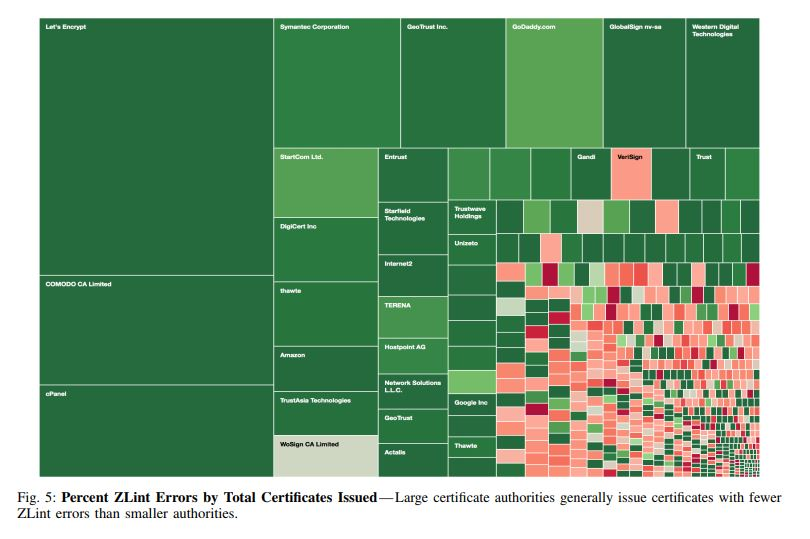 Let's Encrypt
Symantec Corporation
GeoTrust Inc.
GoDaddy.com
GlobalSign nv-sa
Western Digital
Technologies
StartCom Ltd.
Entrust
Gandi
VeriSign
Trust
Starfield
Technologies
Trustwave
Holdings
DigiCert Inc
Unizeto
Internet2
COMODO CA Limited
thawte
TERENA
Hostpoint AG
Amazon
Network Solutions
L.L.C.
cPanel
TrustAsia Technologies
Google Inc
GeoTrust
WoSign CA Limited
Thawte
Actalis
Fig. 5: Percent ZLint Errors by Total Certificates Issued—Large certificate authorities generally issue certificates with fewer
ZLint errors than smaller authorities.